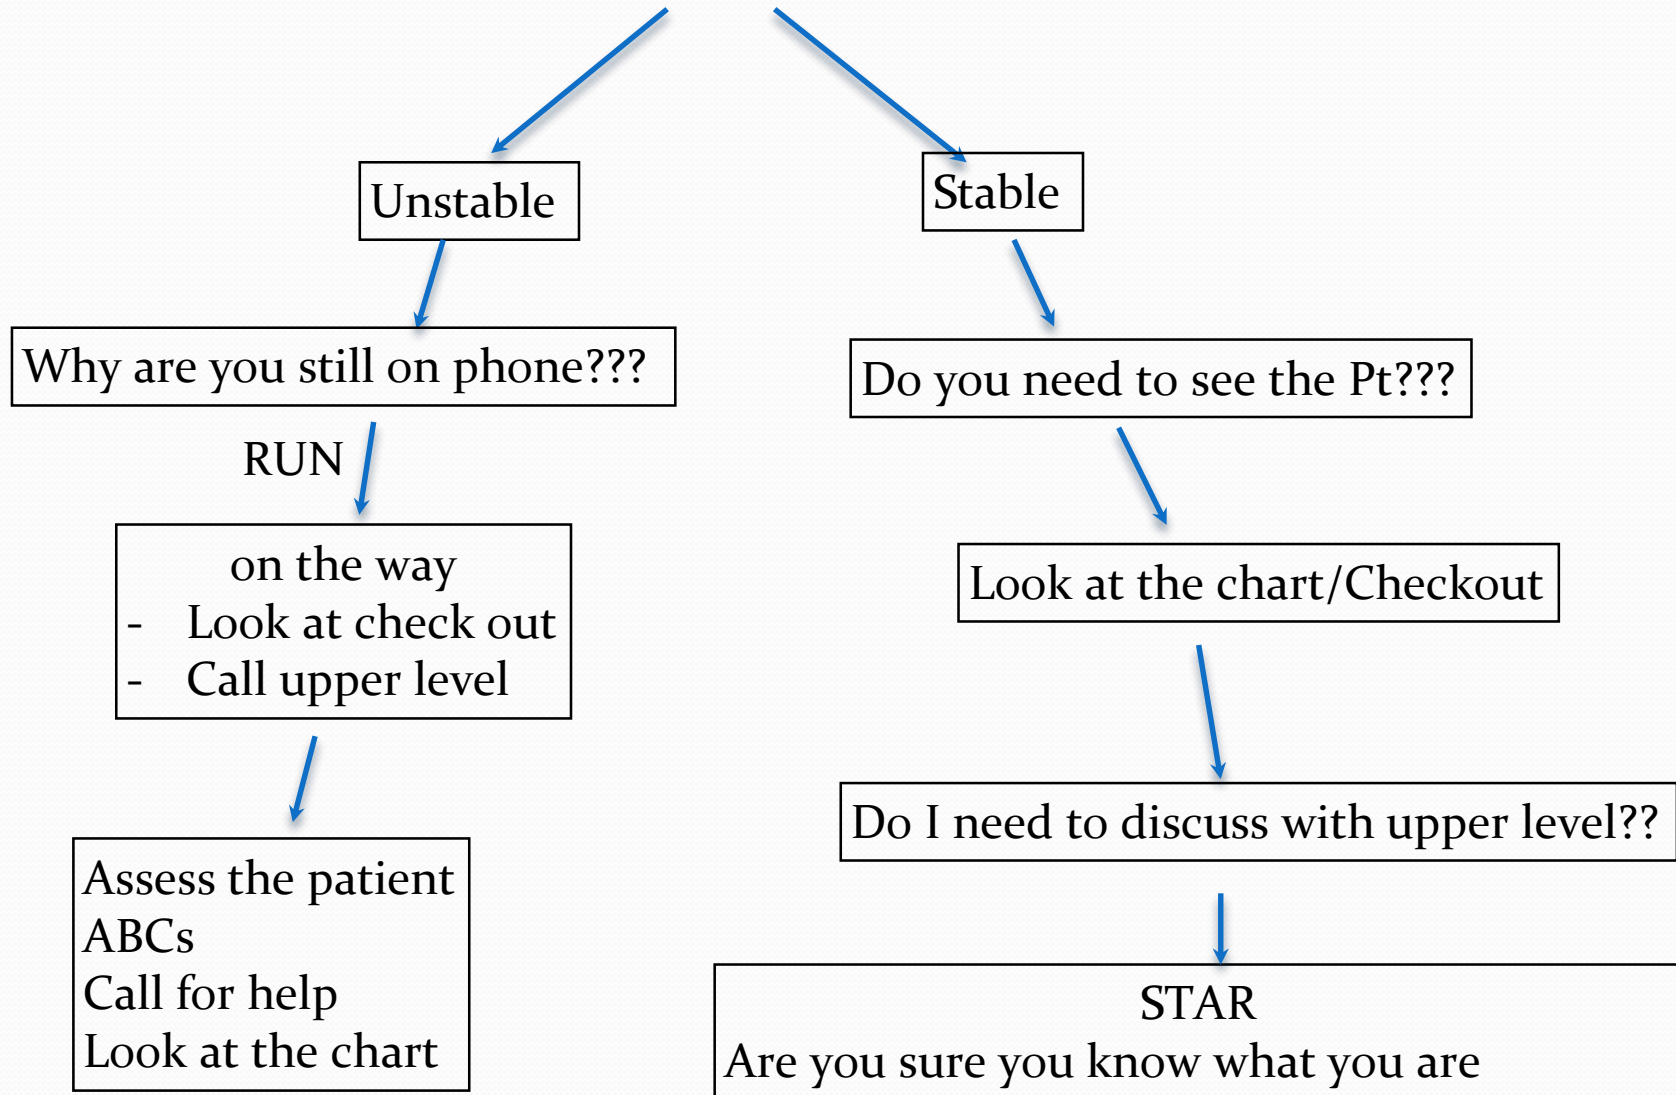 Unstable
Stable
Why are you still on phone???
Do you need to see the Pt???
RUN
on the way
- Look at check out
- Call upper level
Look at the chart/Checkout
Do I need to discuss with upper level??
Assess the patient
ABCs
Call for help
Look at the chart
STAR
Are you sure you know what you are